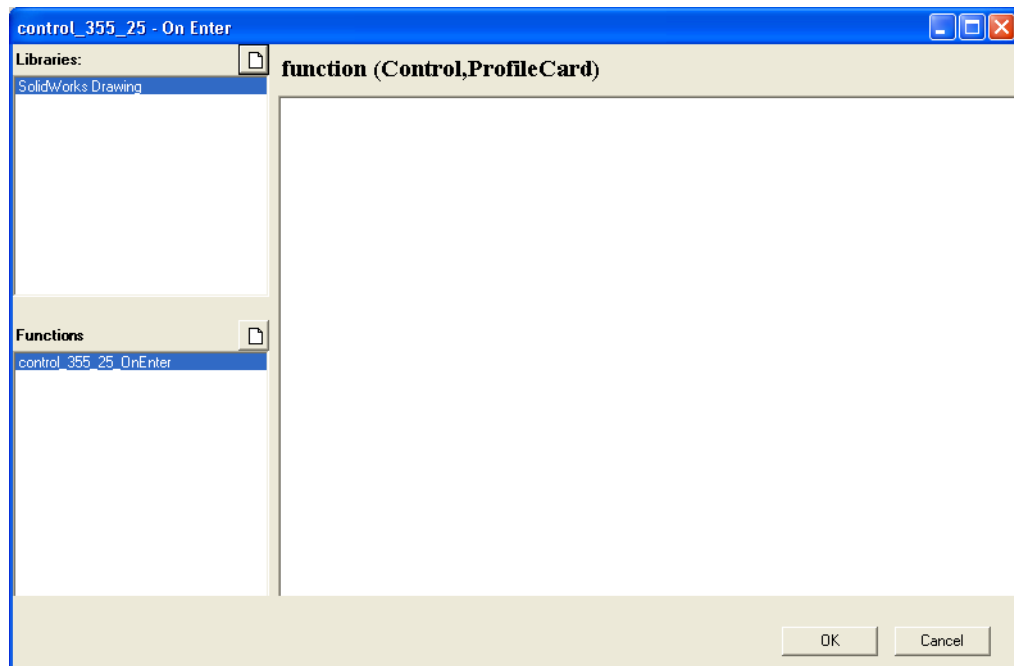 control_355_25 - On Enter
Libraries:
SolidWorks Drawing
function (Control,ProfileCard)
Functions
control_355_25_OnEnter
OK
Cancel